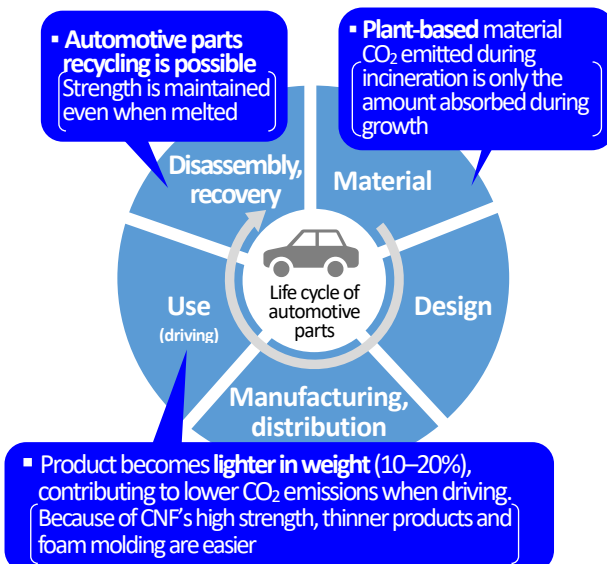 ▪ Automotive parts
recycling is possible
Strength is maintained
even when melted
▪ Plant-based material
CO₂ emitted during
incineration is only the
amount absorbed during
growth
Disassembly,
recovery
Material
Use
(driving)
Life cycle of
automotive
parts
Design
Manufacturing,
distribution
▪ Product becomes lighter in weight (10–20%),
contributing to lower CO₂ emissions when driving.
Because of CNF’s high strength, thinner products and
foam molding are easier